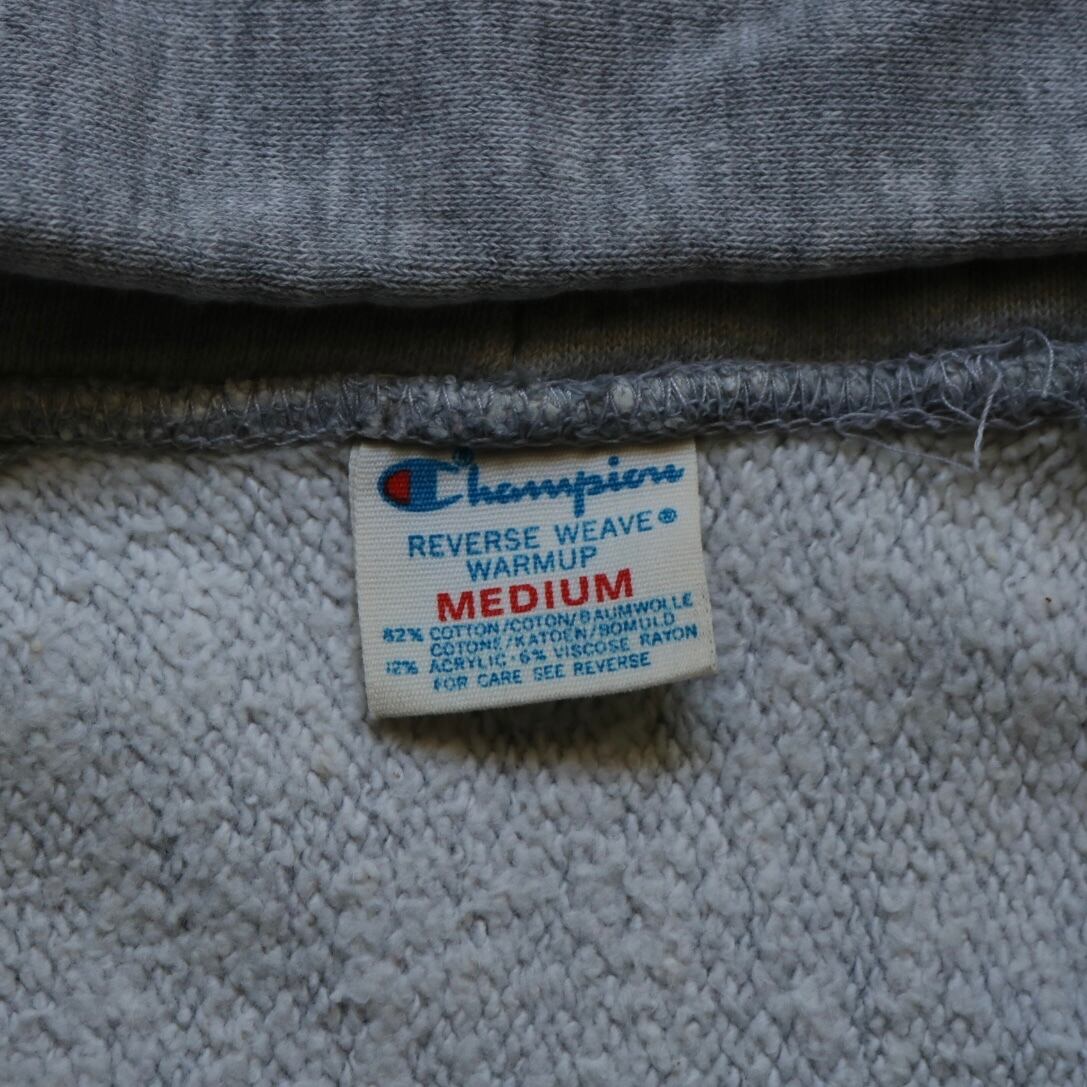 Champion®
REVERSE WEAVE®
WARMUP
MEDIUM
82% COTTON/COTON/BAUMWOLLE
COTONE/KATOEN/BOMULD
12% ACRYLIC·6% VISCOSE RAYON
FOR CARE SEE REVERSE